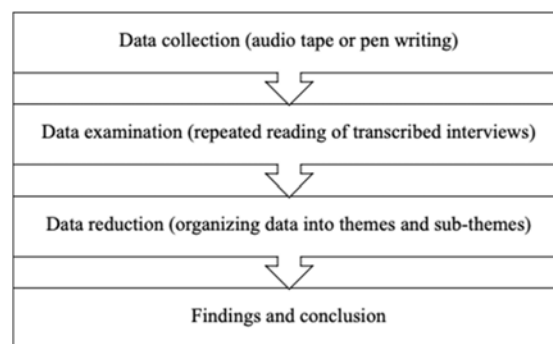 Data collection (audio tape or pen writing)
Data examination (repeated reading of transcribed interviews)
Data reduction (organizing data into themes and sub-themes)
Findings and conclusion